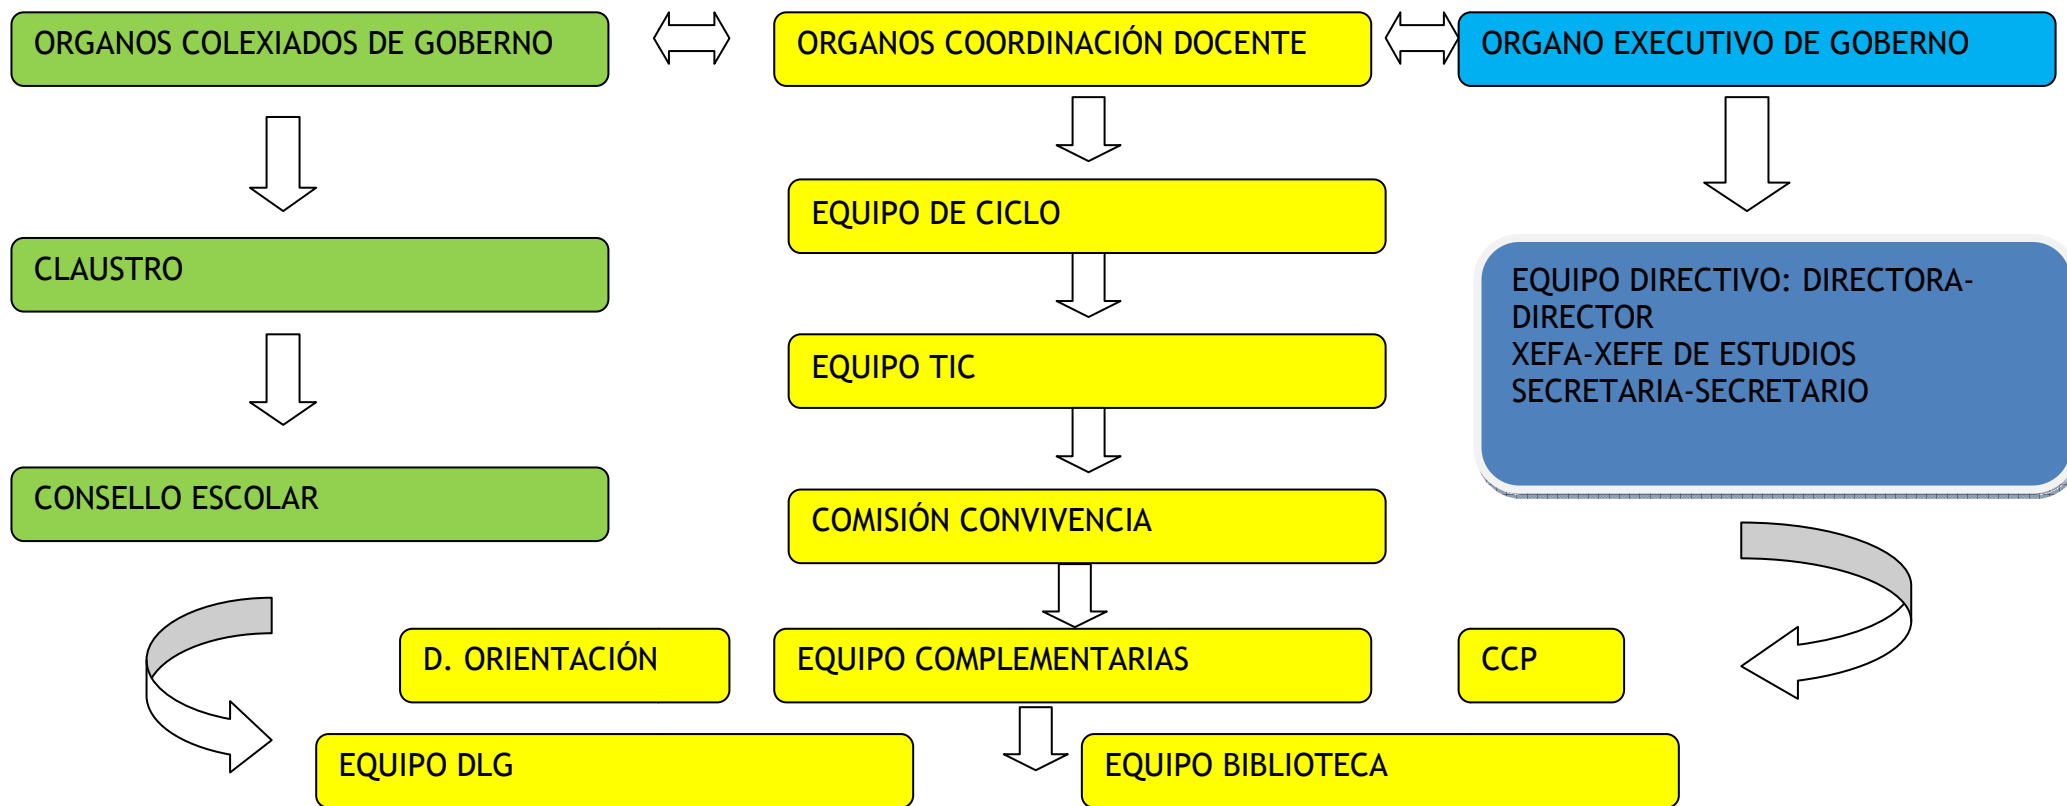 ORGANOS COLEXIADOS DE GOBERNO
ORGANOS COORDINACIÓN DOCENTE
ORGANO EXECUTIVO DE GOBERNO
EQUIPO DE CICLO
CLAUSTRO
EQUIPO DIRECTIVO: DIRECTORA-
DIRECTOR
XEFA-XEFE DE ESTUDIOS
SECRETARIA-SECRETARIO
EQUIPO TIC
CONSELLO ESCOLAR
COMISIÓN CONVIVENCIA
D. ORIENTACIÓN
EQUIPO COMPLEMENTARIAS
CCP
EQUIPO DLG
EQUIPO BIBLIOTECA